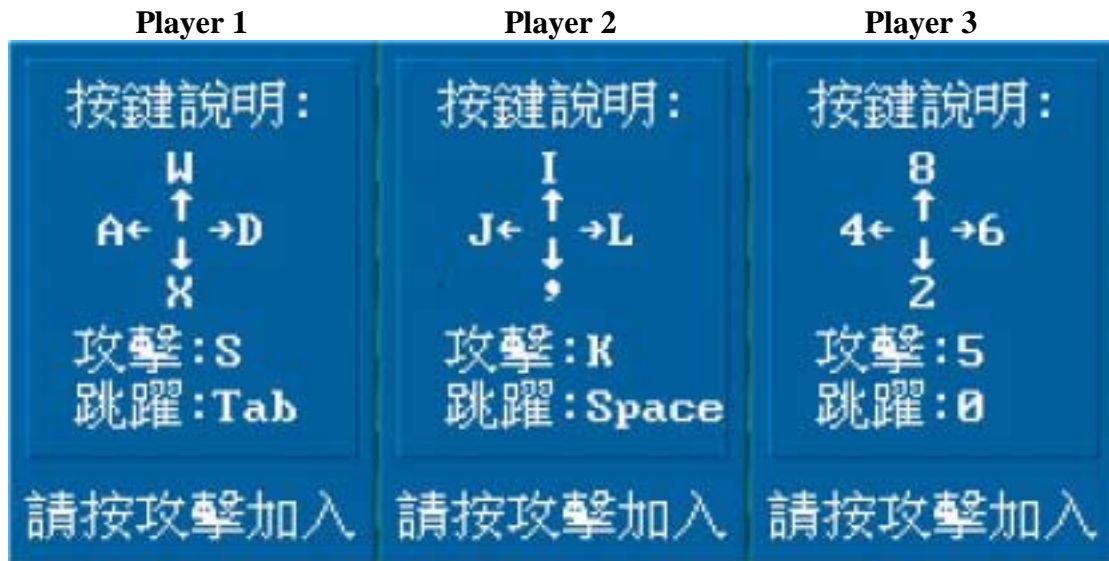 Player 1
按鍵說明:
W
↑
A← →D
↓
X
攻擊:S
跳躍:Tab
請按攻擊加入
Player 2
按鍵說明:
I
↑
J← →L
↓
,
攻擊:K
跳躍:Space
請按攻擊加入
Player 3
按鍵說明:
8
↑
4← →6
↓
2
攻擊:5
跳躍:0
請按攻擊加入